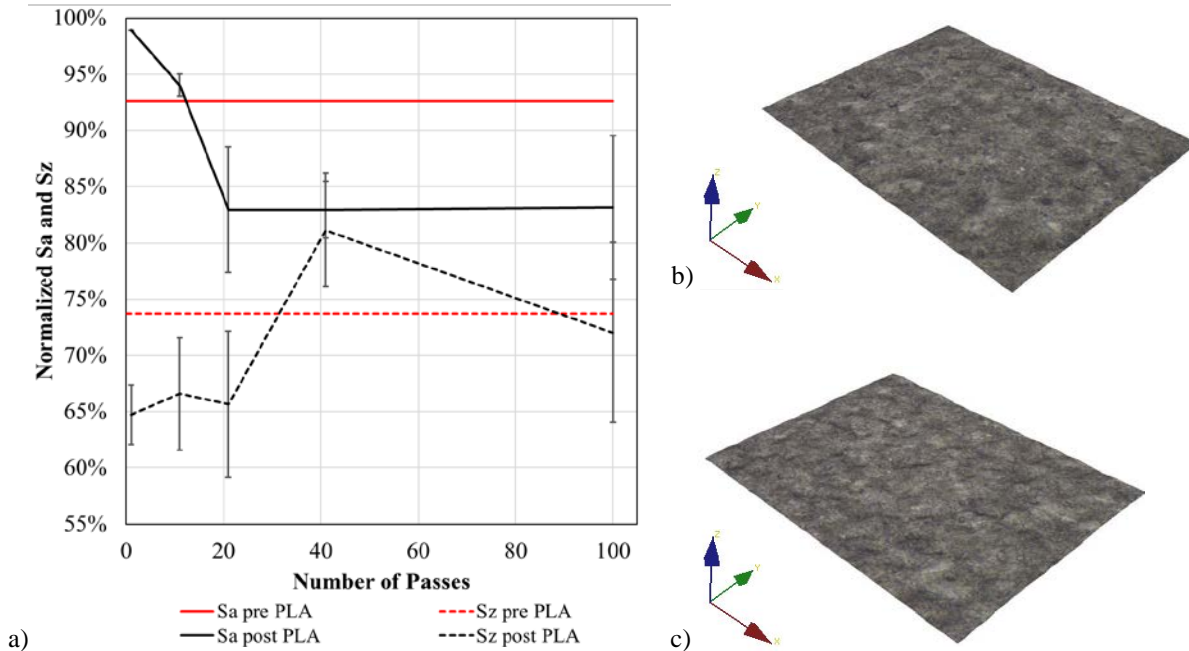 100%
95%
90%
85%
80%
75%
70%
65%
60%
55%
Normalized Sa and Sz
0 20 40 60 80 100
Number of Passes
Sa pre PLA Sz pre PLA
Sa post PLA Sz post PLA
a)
Z
Y
X
b)
Z
Y
X
c)